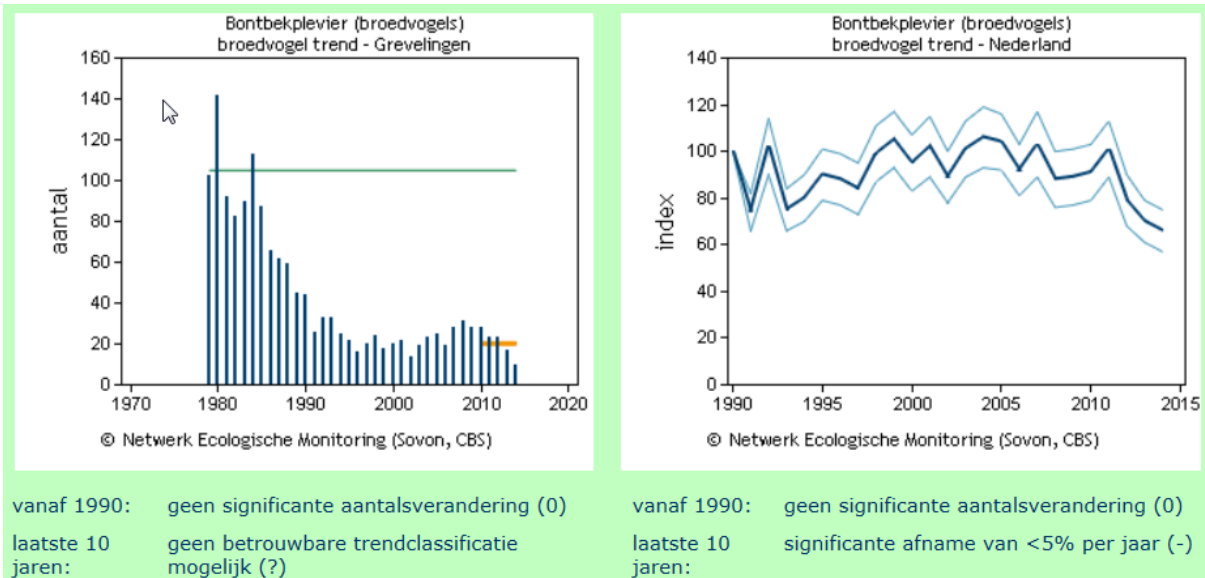 Bontbekplevier (broedvogels)
broedvogel trend - Grevelingen
160
140
120
100
80
60
40
20
0
aantal
1970 1980 1990 2000 2010 2020
© Netwerk Ecologische Monitoring (Sovon, CBS)
vanaf 1990: geen significante aantalsverandering (0)
laatste 10 jaren: geen betrouwbare trendclassificatie
mogelijk (?)
Bontbekplevier (broedvogels)
broedvogel trend - Nederland
140
120
100
80
60
40
20
0
index
1990 1995 2000 2005 2010 2015
© Netwerk Ecologische Monitoring (Sovon, CBS)
vanaf 1990: geen significante aantalsverandering (0)
laatste 10 significante afname van <5% per jaar (-)
jaren: